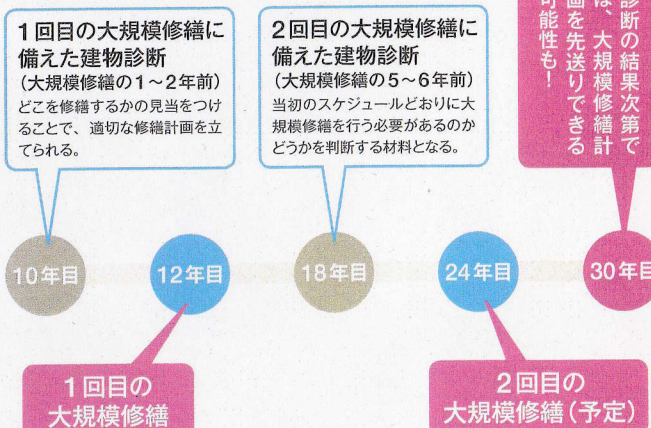 1回目の大規模修繕に
備えた建物診断
(大規模修繕の1～2年前)
どこを修繕するかの見当をつけ
ることで、適切な修繕計画を立
てられる。
2回目の大規模修繕に
備えた建物診断
(大規模修繕の5～6年前)
当初のスケジュールどおりに大
規模修繕を行う必要があるのか
どうかを判断する材料となる。
診断の結果次第で
は、大規模修繕計
画を先送りできる
可能性も！
10年目
12年目
18年目
24年目
30年目
1回目の
大規模修繕
2回目の
大規模修繕(予定)